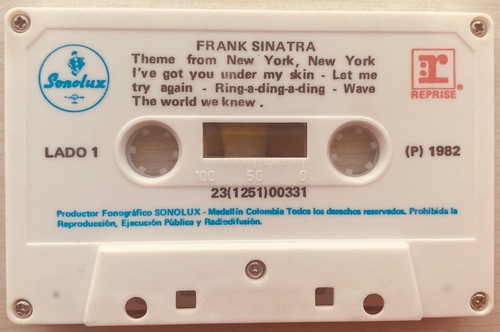 FRANK SINATRA
Theme from New York, New York
I've got you under my skin - Let me
try again - Ring-a-ding-a-ding - Wave
The world we knew .
Sonolux
r:
REPRISE
LADO 1
(P) 1982
100 50 0
23(1251)00331
Productor Fonográfico SONOLUX - Medellín Colombia Todos los derechos reservados. Prohibida la
Reproducción, Ejecución Pública y Radiodifusión.